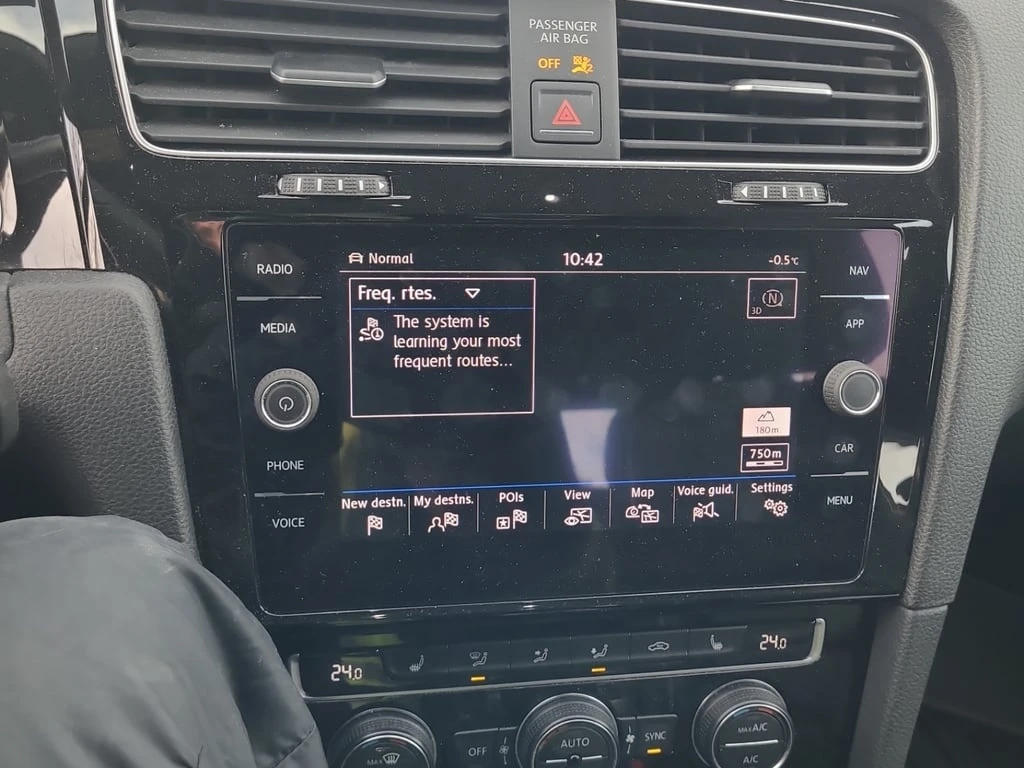 PASSENGER
AIR BAG
OFF
RADIO
MEDIA
PHONE
VOICE
Normal
10:42
-0.5°C
Freq. rtes.
The system is
learning your most
frequent routes...
N
3D
180m
750m
New destn.
My destns.
POIs
View
Map
Voice guid.
Settings
NAV
APP
CAR
MENU
24.0
24.0
MAX
OFF
AUTO
SYNC
MAX A/C
A/C